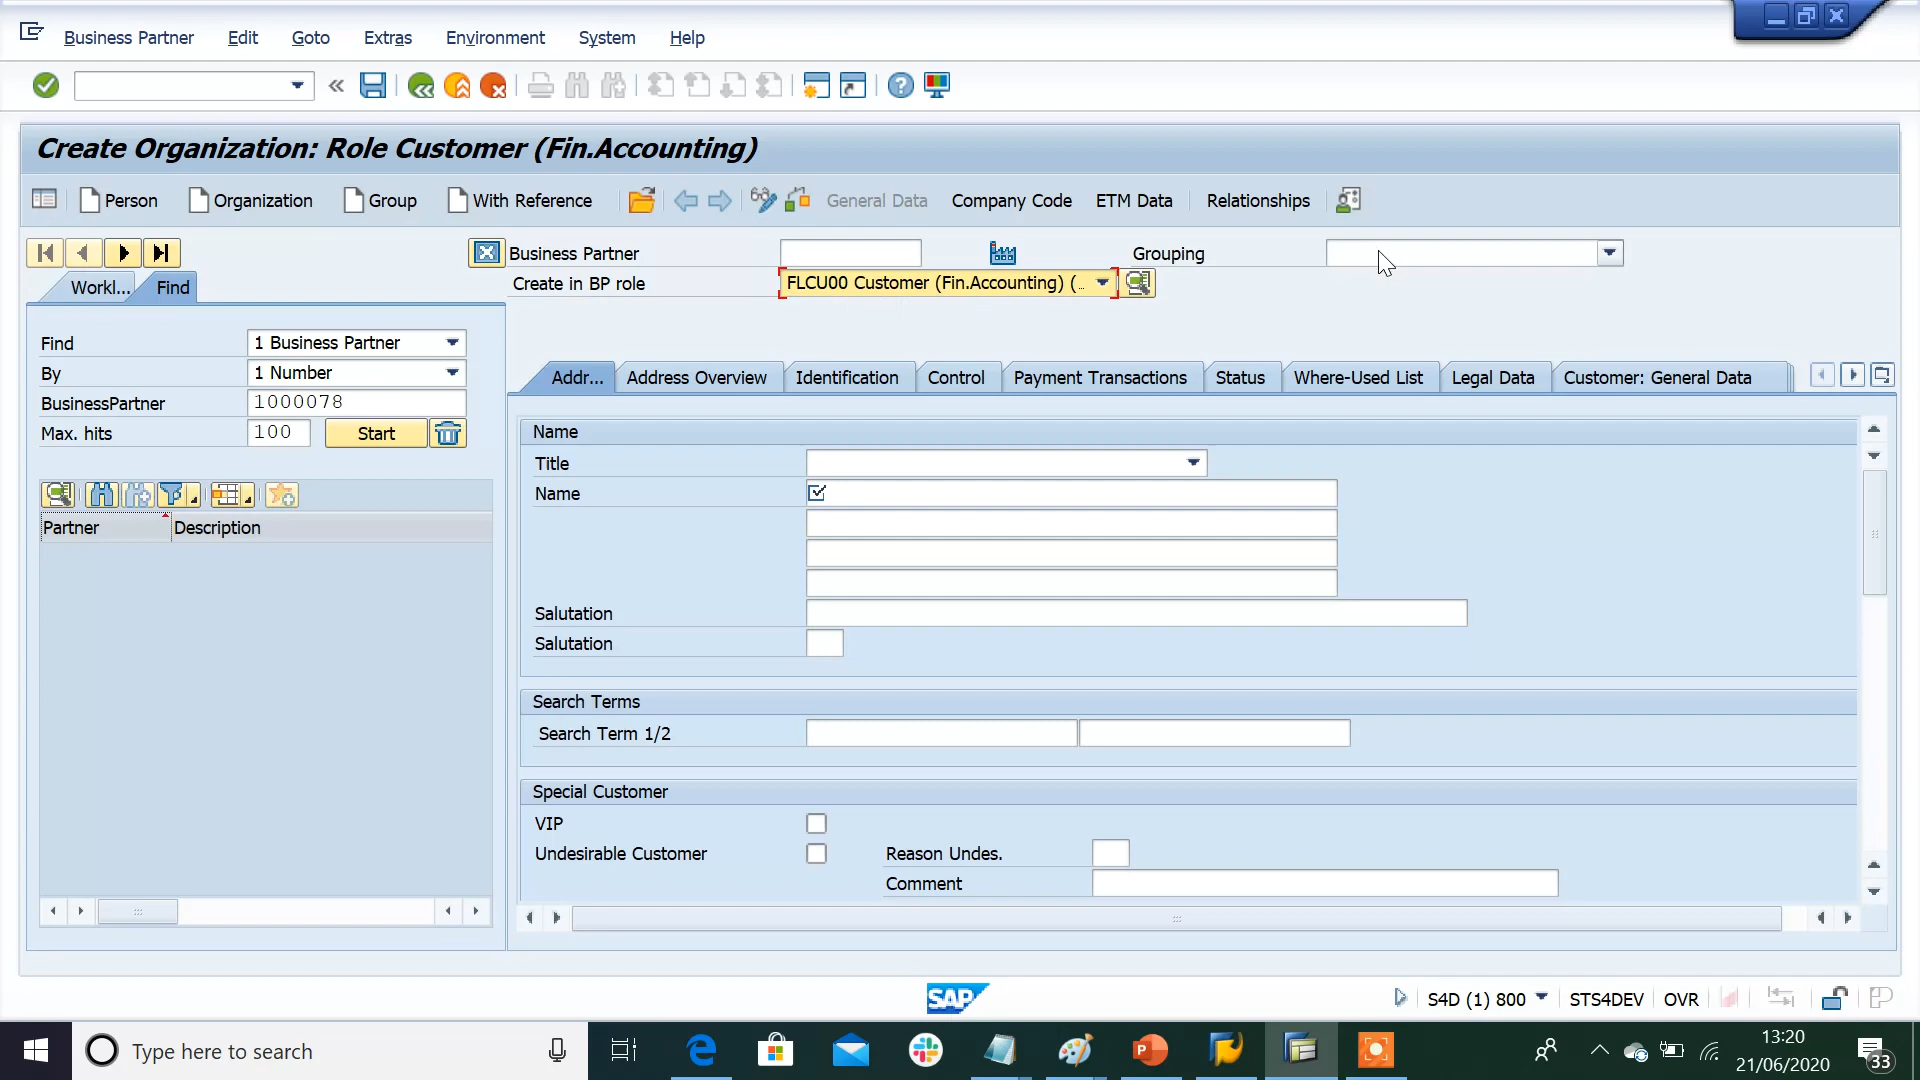 Business Partner Edit Goto Extras Environment System Help
Create Organization: Role Customer (Fin.Accounting)
Person Organization Group With Reference General Data Company Code ETM Data Relationships
Business Partner Grouping
Create in BP role FLCU00 Customer (Fin.Accounting) (...
Workl... Find
Find 1 Business Partner
By 1 Number
BusinessPartner 1000078
Max. hits 100 Start
Partner Description
Addr... Address Overview Identification Control Payment Transactions Status Where-Used List Legal Data Customer: General Data
Name
Title
Name
Salutation
Salutation
Search Terms
Search Term 1/2
Special Customer
VIP
Undesirable Customer Reason Undes.
Comment
SAP
S4D (1) 800 STS4DEV OVR
Type here to search
13:20
21/06/2020
33